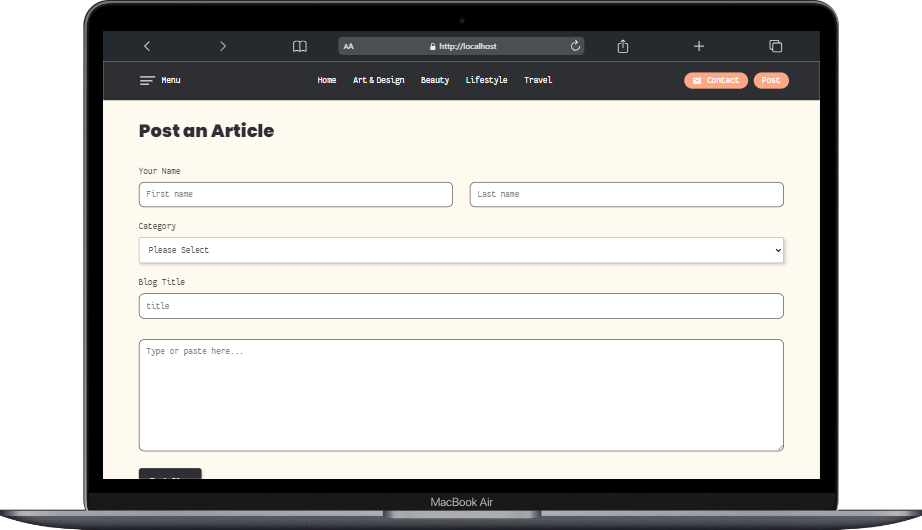 AA http://localhost
Menu Home Art & Design Beauty Lifestyle Travel Contact Post
Post an Article
Your Name
First name Last name
Category
Please Select
Blog Title
title
Type or paste here...
MacBook Air